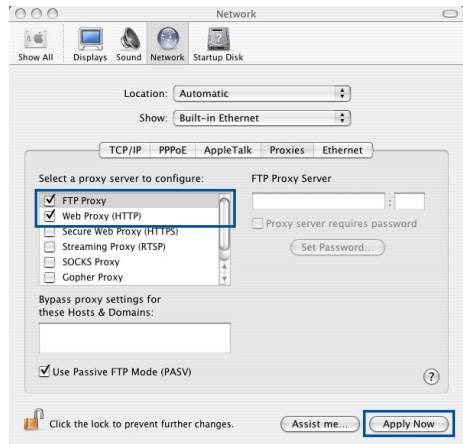 Network
Show All Displays Sound Network Startup Disk
Location: Automatic
Show: Built-in Ethernet
TCP/IP PPPoE AppleTalk Proxies Ethernet
Select a proxy server to configure:
FTP Proxy
Web Proxy (HTTP)
Secure Web Proxy (HTTPS)
Streaming Proxy (RTSP)
SOCKS Proxy
Gopher Proxy
FTP Proxy Server
:
Proxy server requires password
Set Password...
Bypass proxy settings for
these Hosts & Domains:
Use Passive FTP Mode (PASV)
?
Click the lock to prevent further changes.
Assist me...
Apply Now